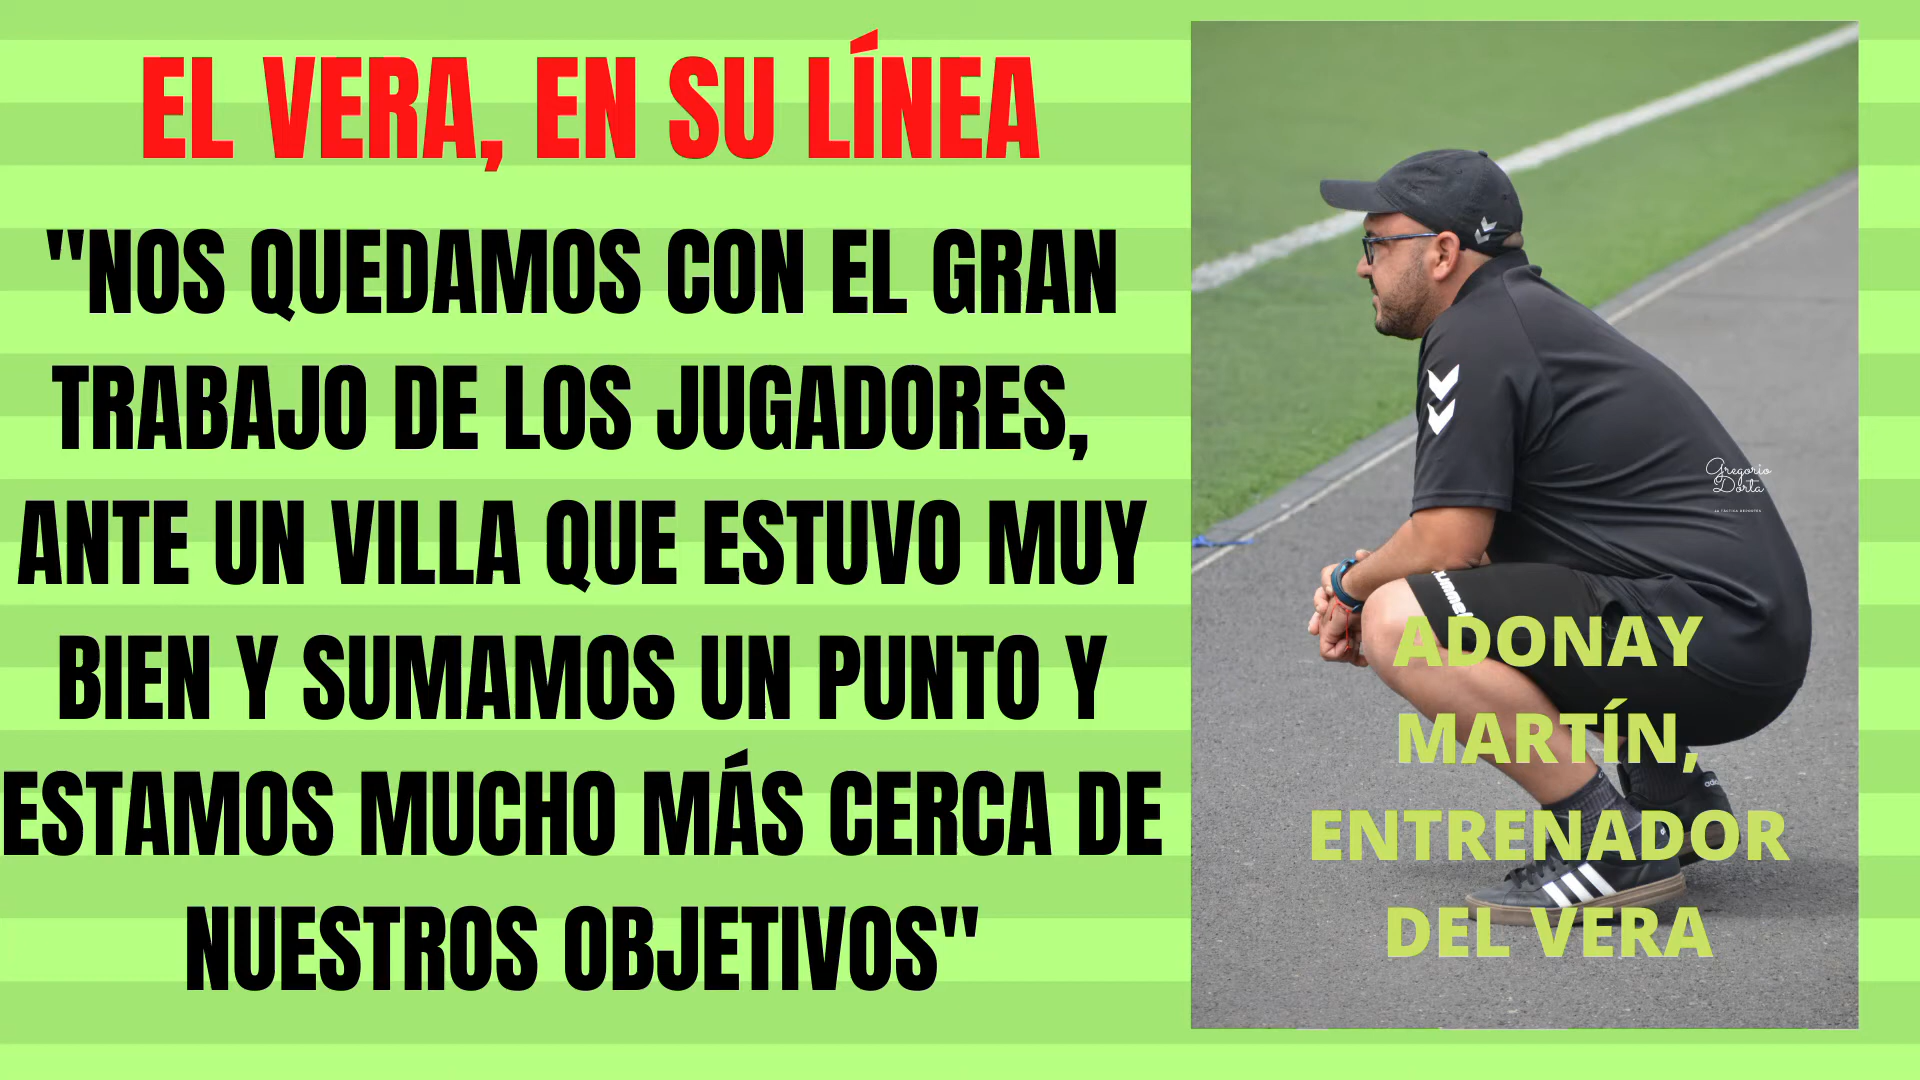 EL VERA, EN SU LÍNEA
"NOS QUEDAMOS CON EL GRAN
TRABAJO DE LOS JUGADORES,
ANTE UN VILLA QUE ESTUVO MUY
BIEN Y SUMAMOS UN PUNTO Y
ESTAMOS MUCHO MÁS CERCA DE
NUESTROS OBJETIVOS"
Gregorio
Dorta
hummel
ADONAY
MARTÍN,
ENTRENADOR
DEL VERA